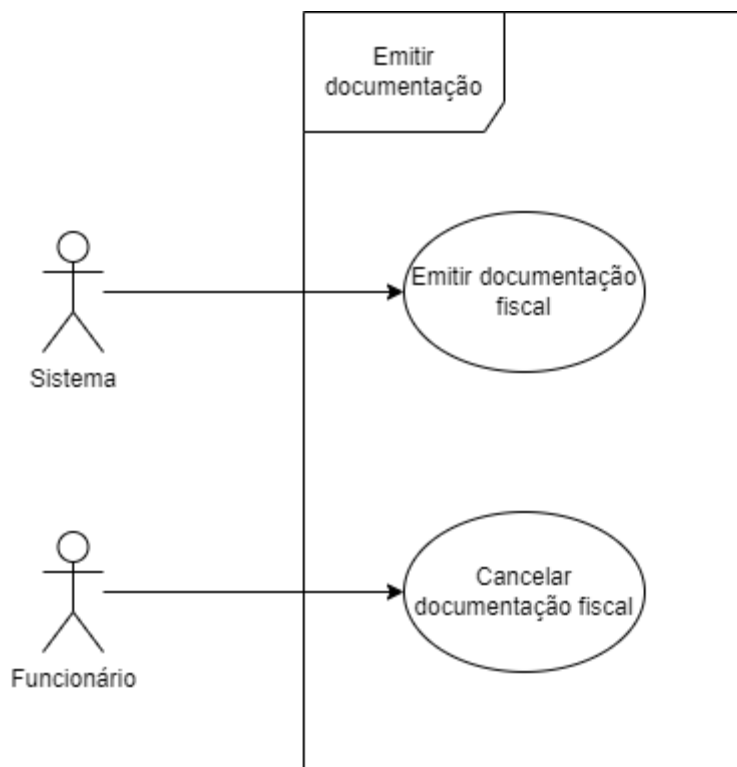 Emitir
documentação
Emitir documentação
fiscal
Sistema
Cancelar
documentação fiscal
Funcionário